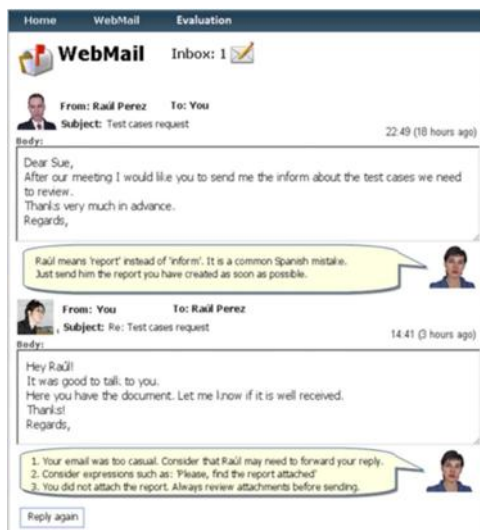 Home WebMail Evaluation
WebMail Inbox: 1
From: Raúl Perez To: You
Subject: Test cases request
22:49 (18 hours ago)
Body:
Dear Sue,
After our meeting I would like you to send me the inform about the test cases we need
to review.
Thanks very much in advance.
Regards,
Raúl means 'report' instead of 'inform'. It is a common Spanish mistake.
Just send him the report you have created as soon as possible.
From: You To: Raúl Perez
, Subject: Re: Test cases request
14:41 (3 hours ago)
Body:
Hey Raúl!
It was good to talk to you.
Here you have the document. Let me know if it is well received.
Thanks!
Regards,
1. Your email was too casual. Consider that Raúl may need to forward your reply.
2. Consider expressions such as: 'Please, find the report attached'
3. You did not attach the report. Always review attachments before sending.
Reply again